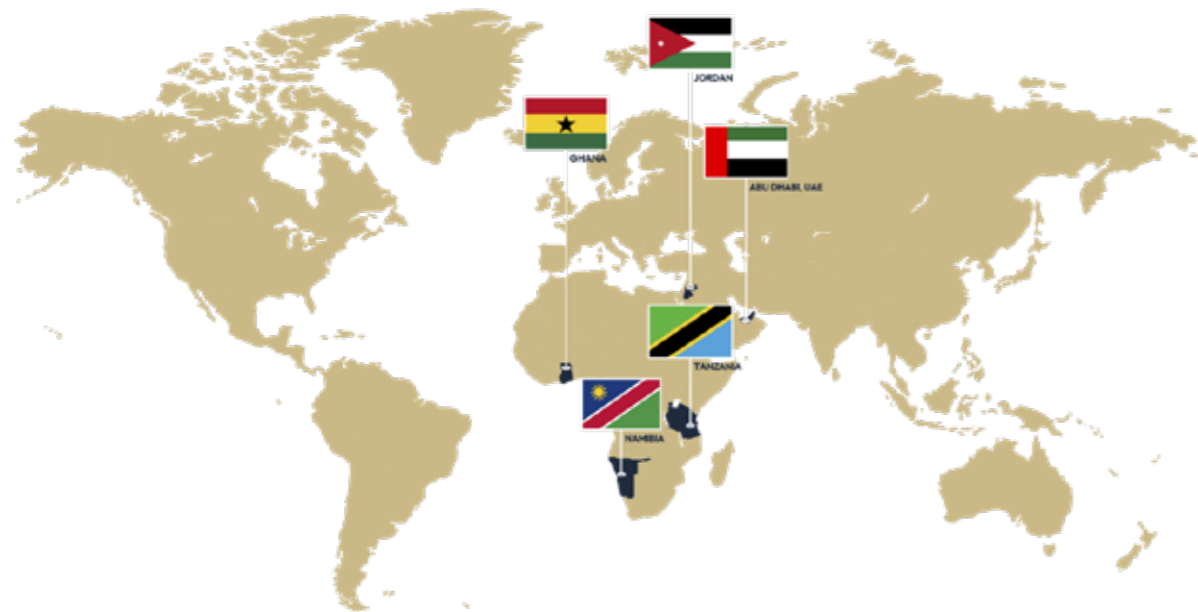 JORDAN
GHANA
ABU DHABI, UAE
TANZANIA
NAMIBIA